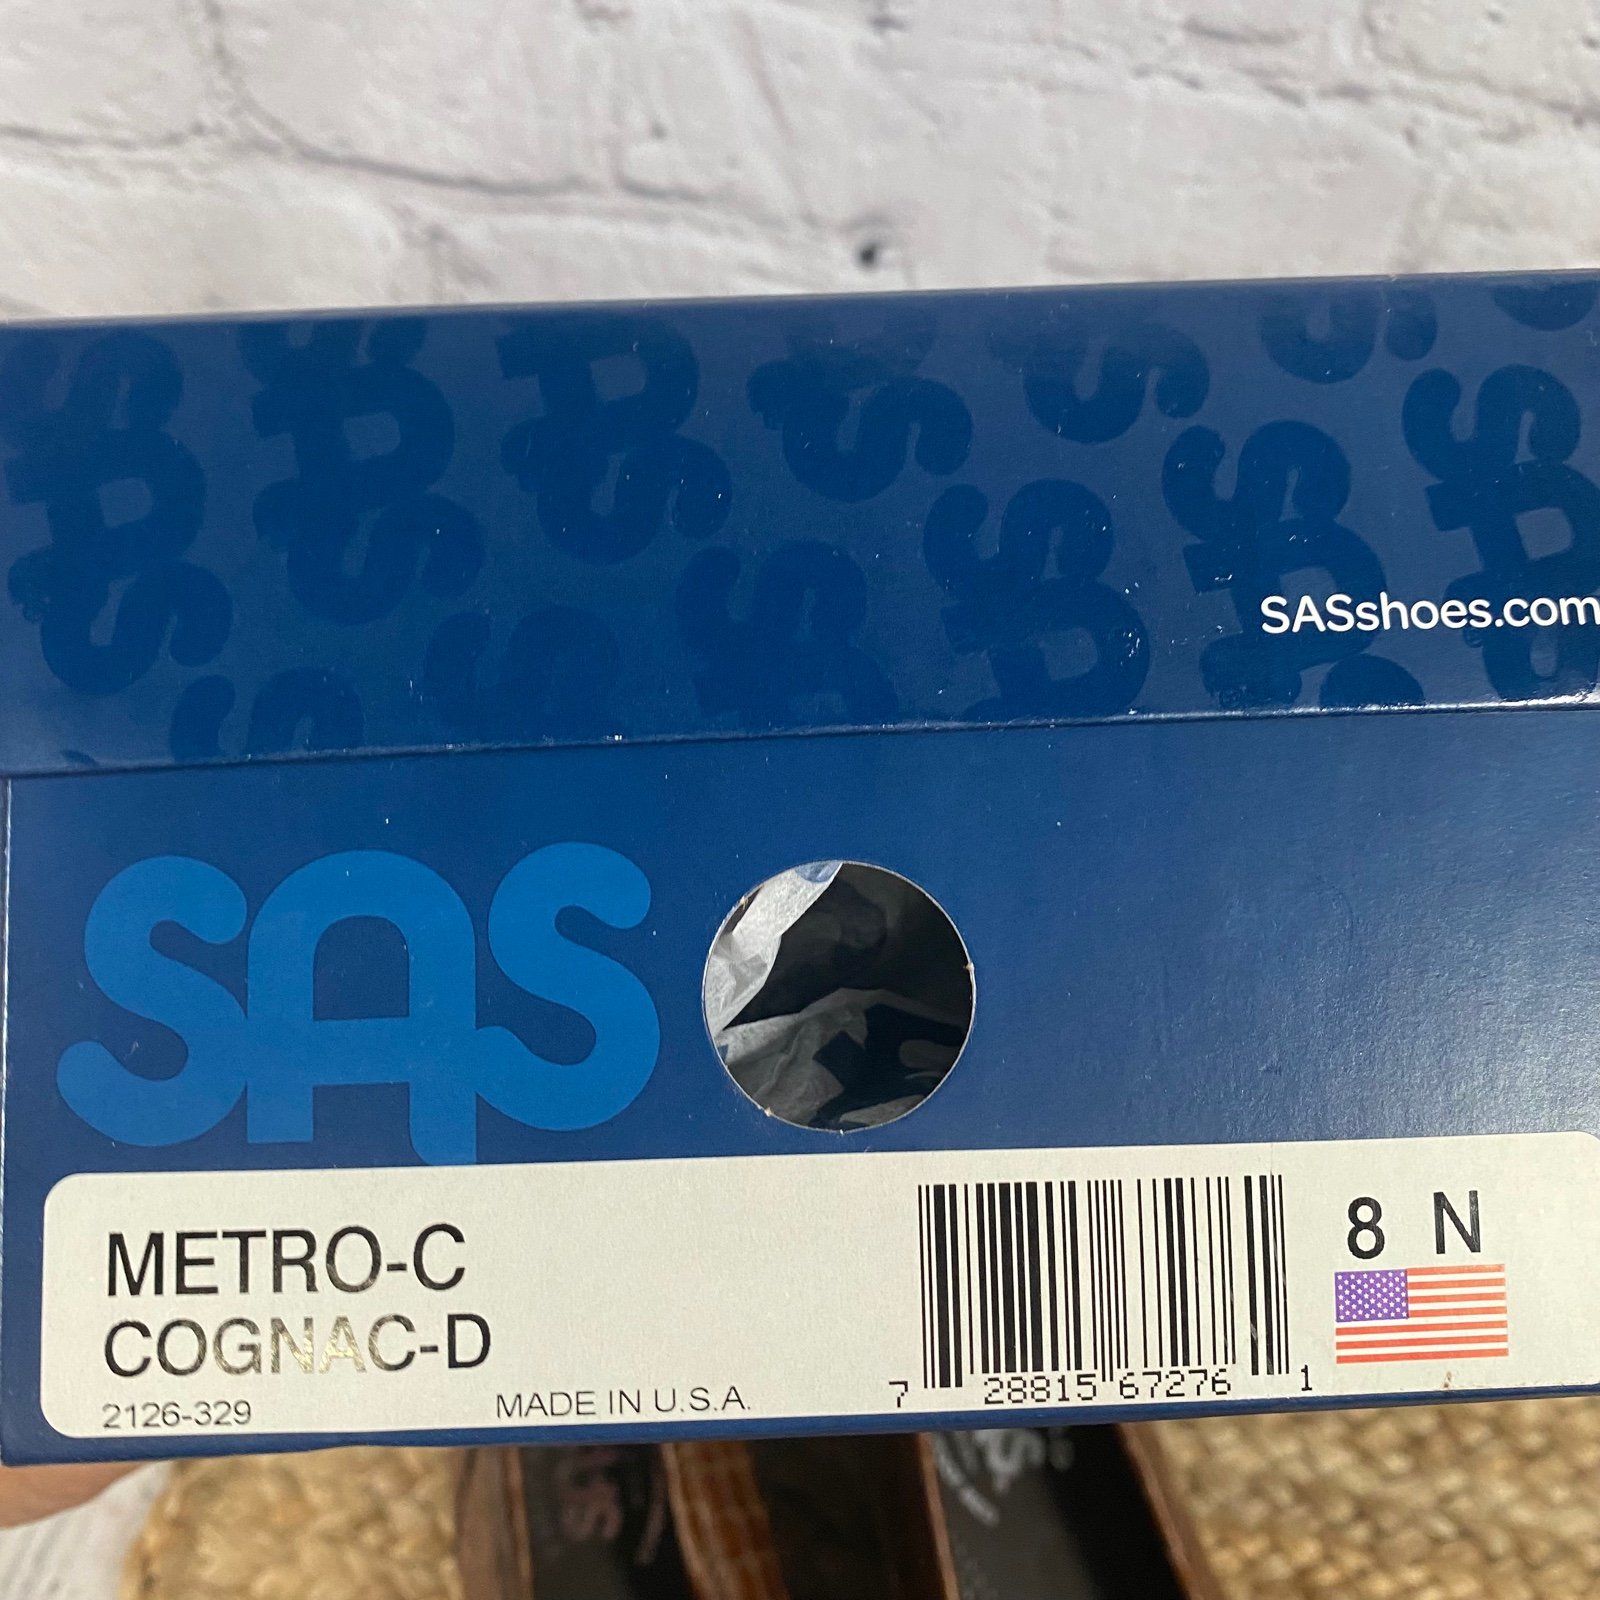 SASshoes.com
SAS
METRO-C
8 N
COGNAC-D
2126-329
MADE IN U.S.A.
7 28815 67276 1